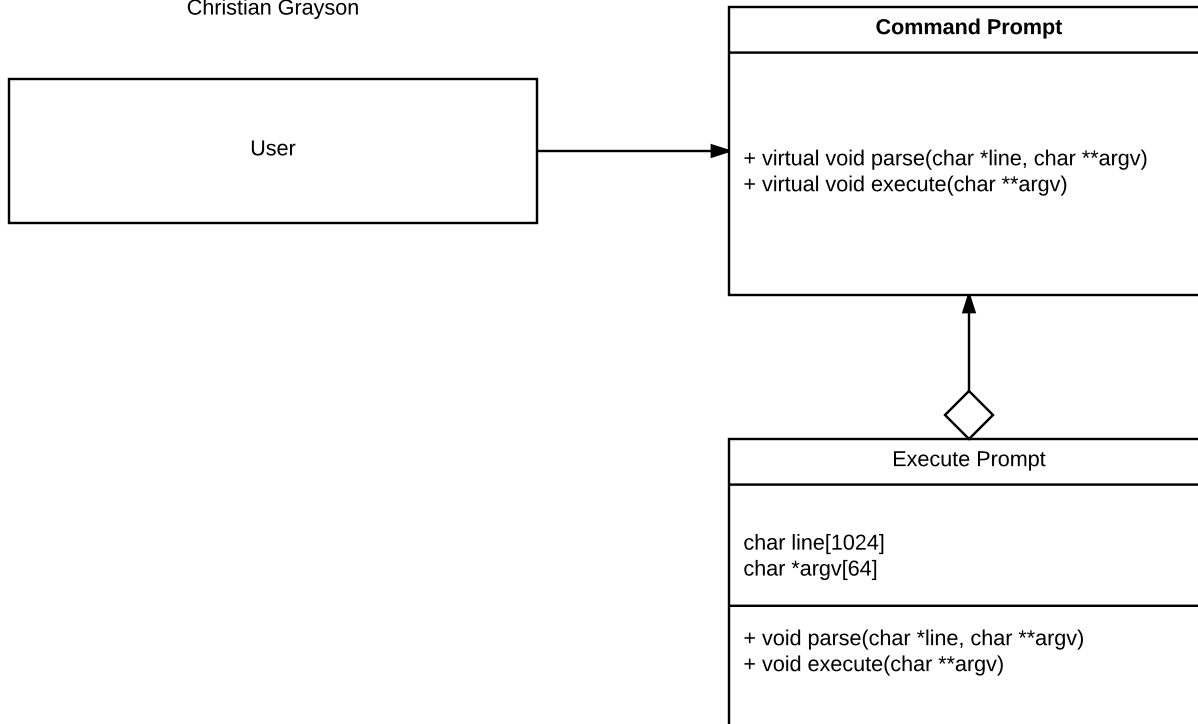 Christian Grayson
Command Prompt
User
+ virtual void parse(char *line, char **argv)
+ virtual void execute(char **argv)
Execute Prompt
char line[1024]
char *argv[64]
+ void parse(char *line, char **argv)
+ void execute(char **argv)